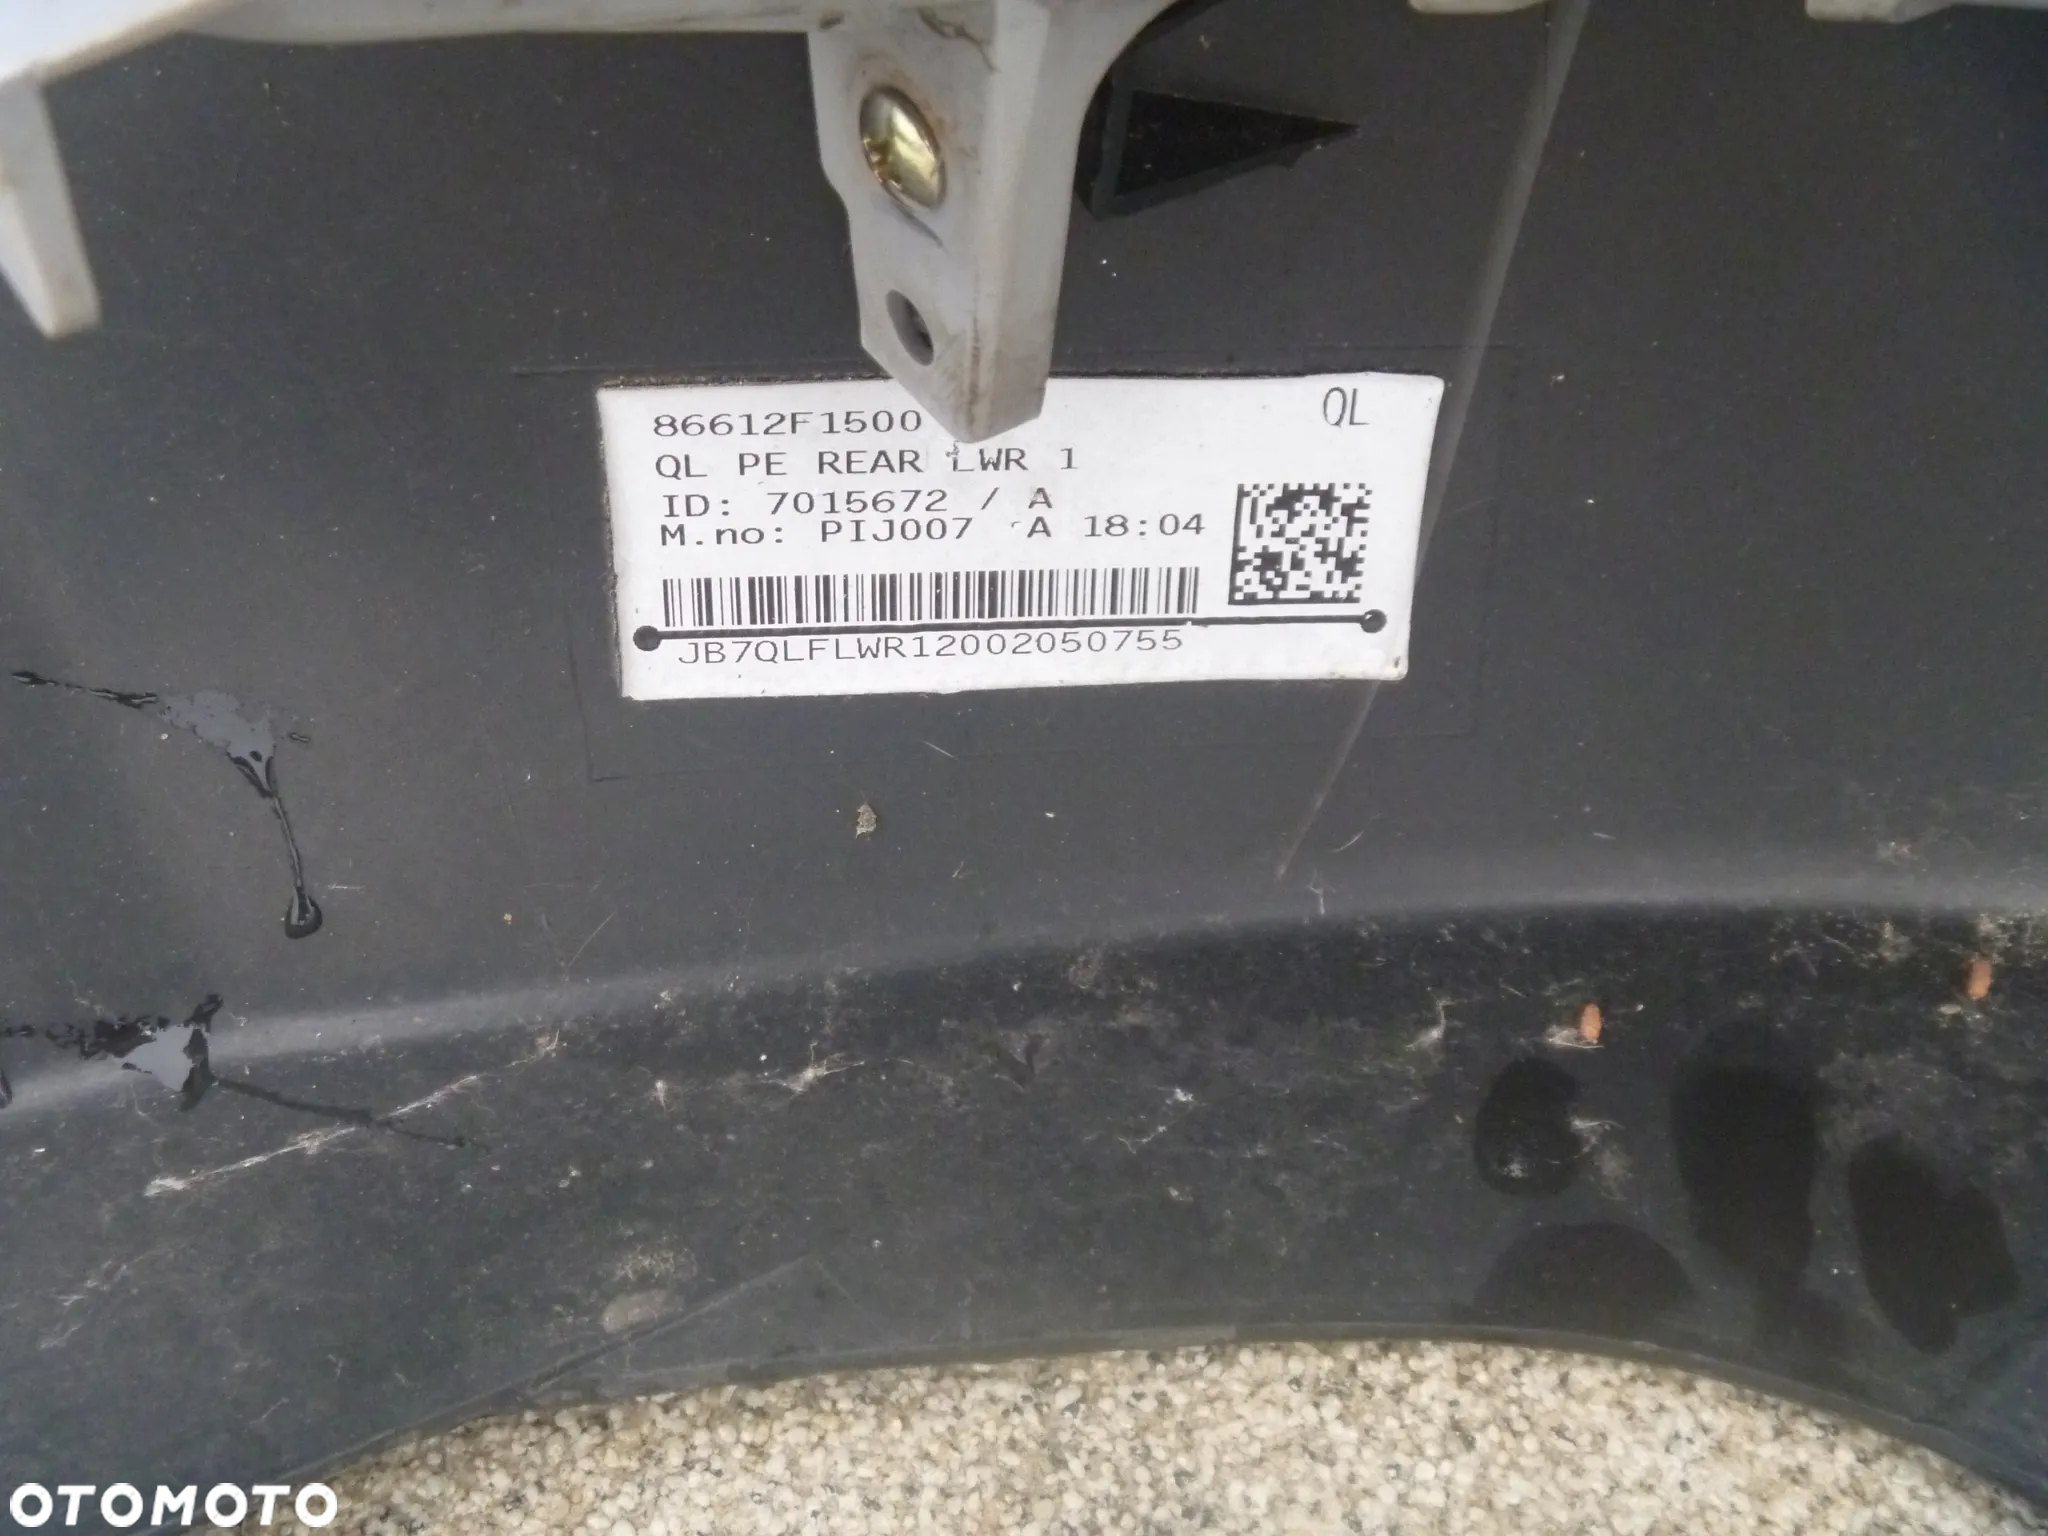 86612F1500
QL
QL PE REAR LWR 1
ID: 7015672 / A
M.no: PIJ007 A 18:04
JB7QLFLWR12002050755
OTOMOTO